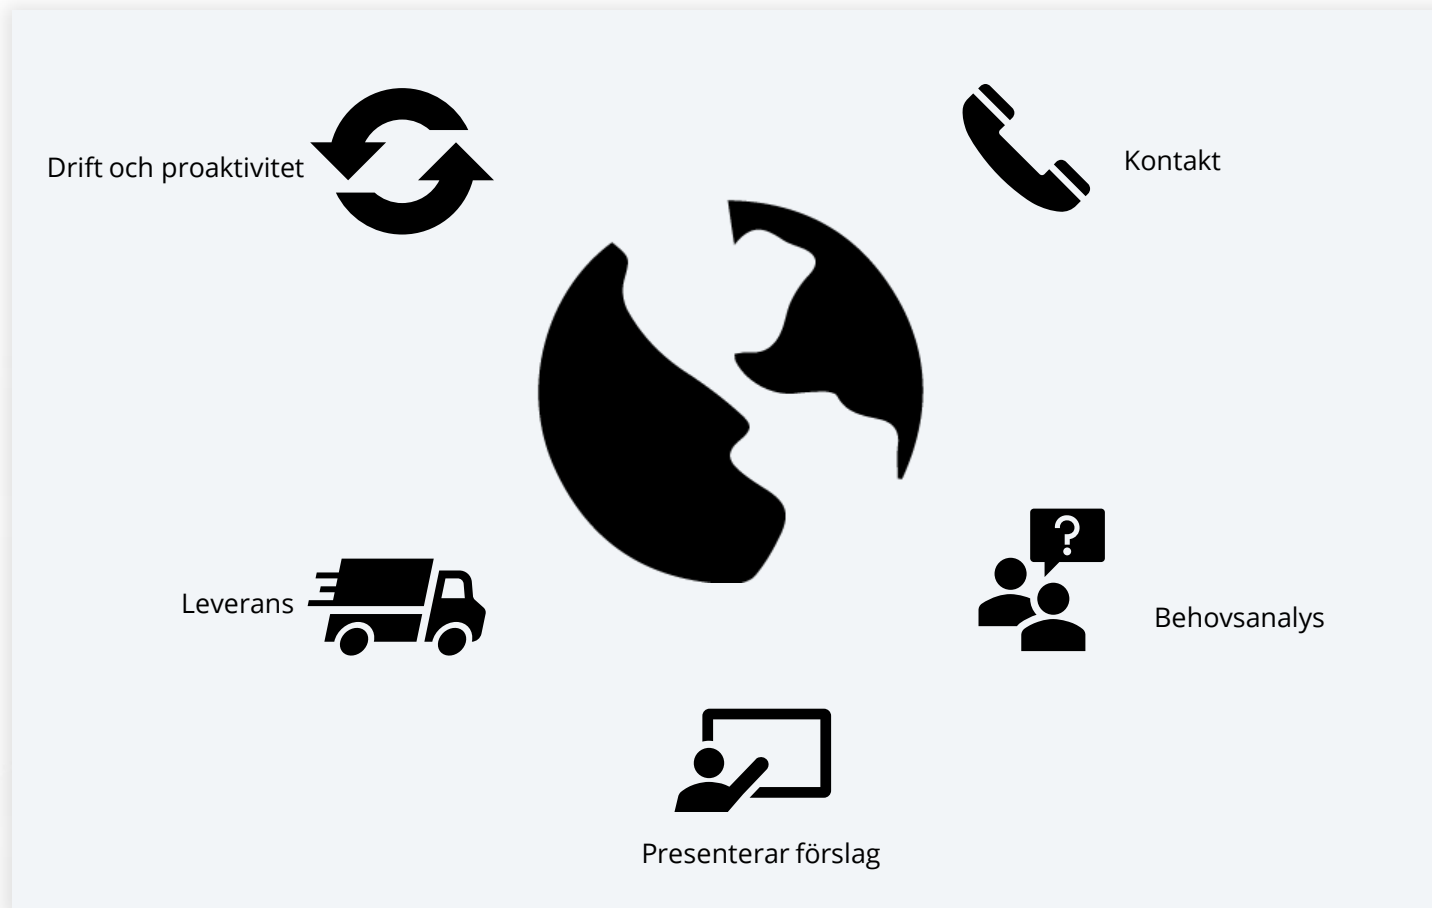 Drift och proaktivitet
Kontakt
Leverans
?
Behovsanalys
Presenterar förslag